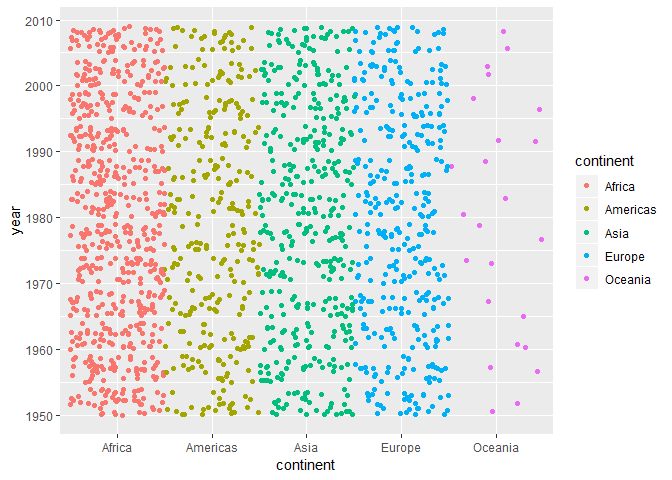 2010
2000
1990
1980
1970
1960
1950
year
Africa Americas Asia Europe Oceania
continent
continent
Africa
Americas
Asia
Europe
Oceania